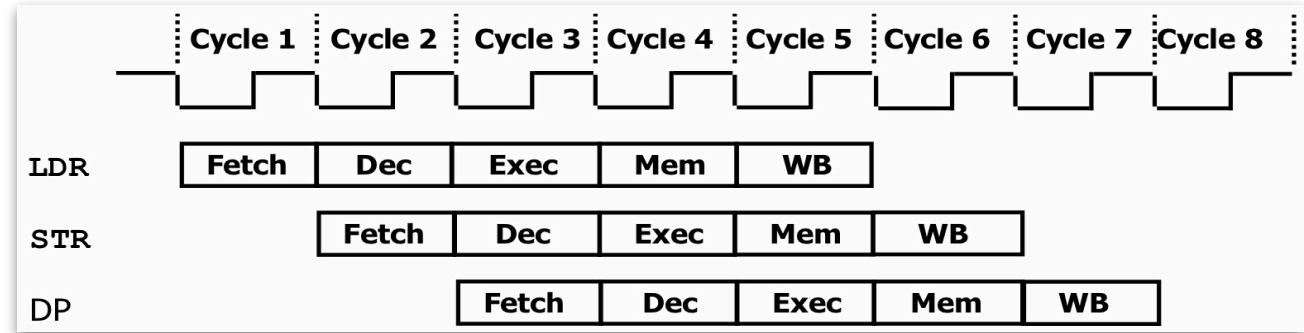 Cycle 1 Cycle 2 Cycle 3 Cycle 4 Cycle 5 Cycle 6 Cycle 7 Cycle 8
LDR Fetch Dec Exec Mem WB
STR Fetch Dec Exec Mem WB
DP Fetch Dec Exec Mem WB